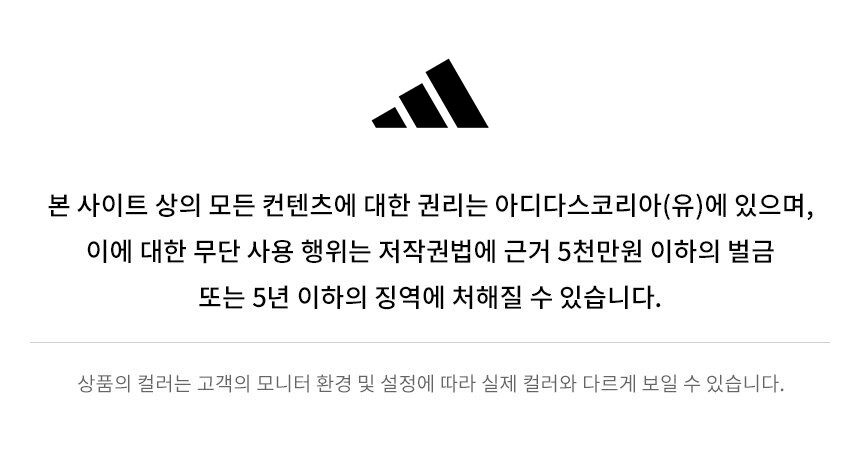 본 사이트 상의 모든 컨텐츠에 대한 권리는 아디다스코리아(유)에 있으며,
이에 대한 무단 사용 행위는 저작권법에 근거 5천만원 이하의 벌금
또는 5년 이하의 징역에 처해질 수 있습니다.
상품의 컬러는 고객의 모니터 환경 및 설정에 따라 실제 컬러와 다르게 보일 수 있습니다.